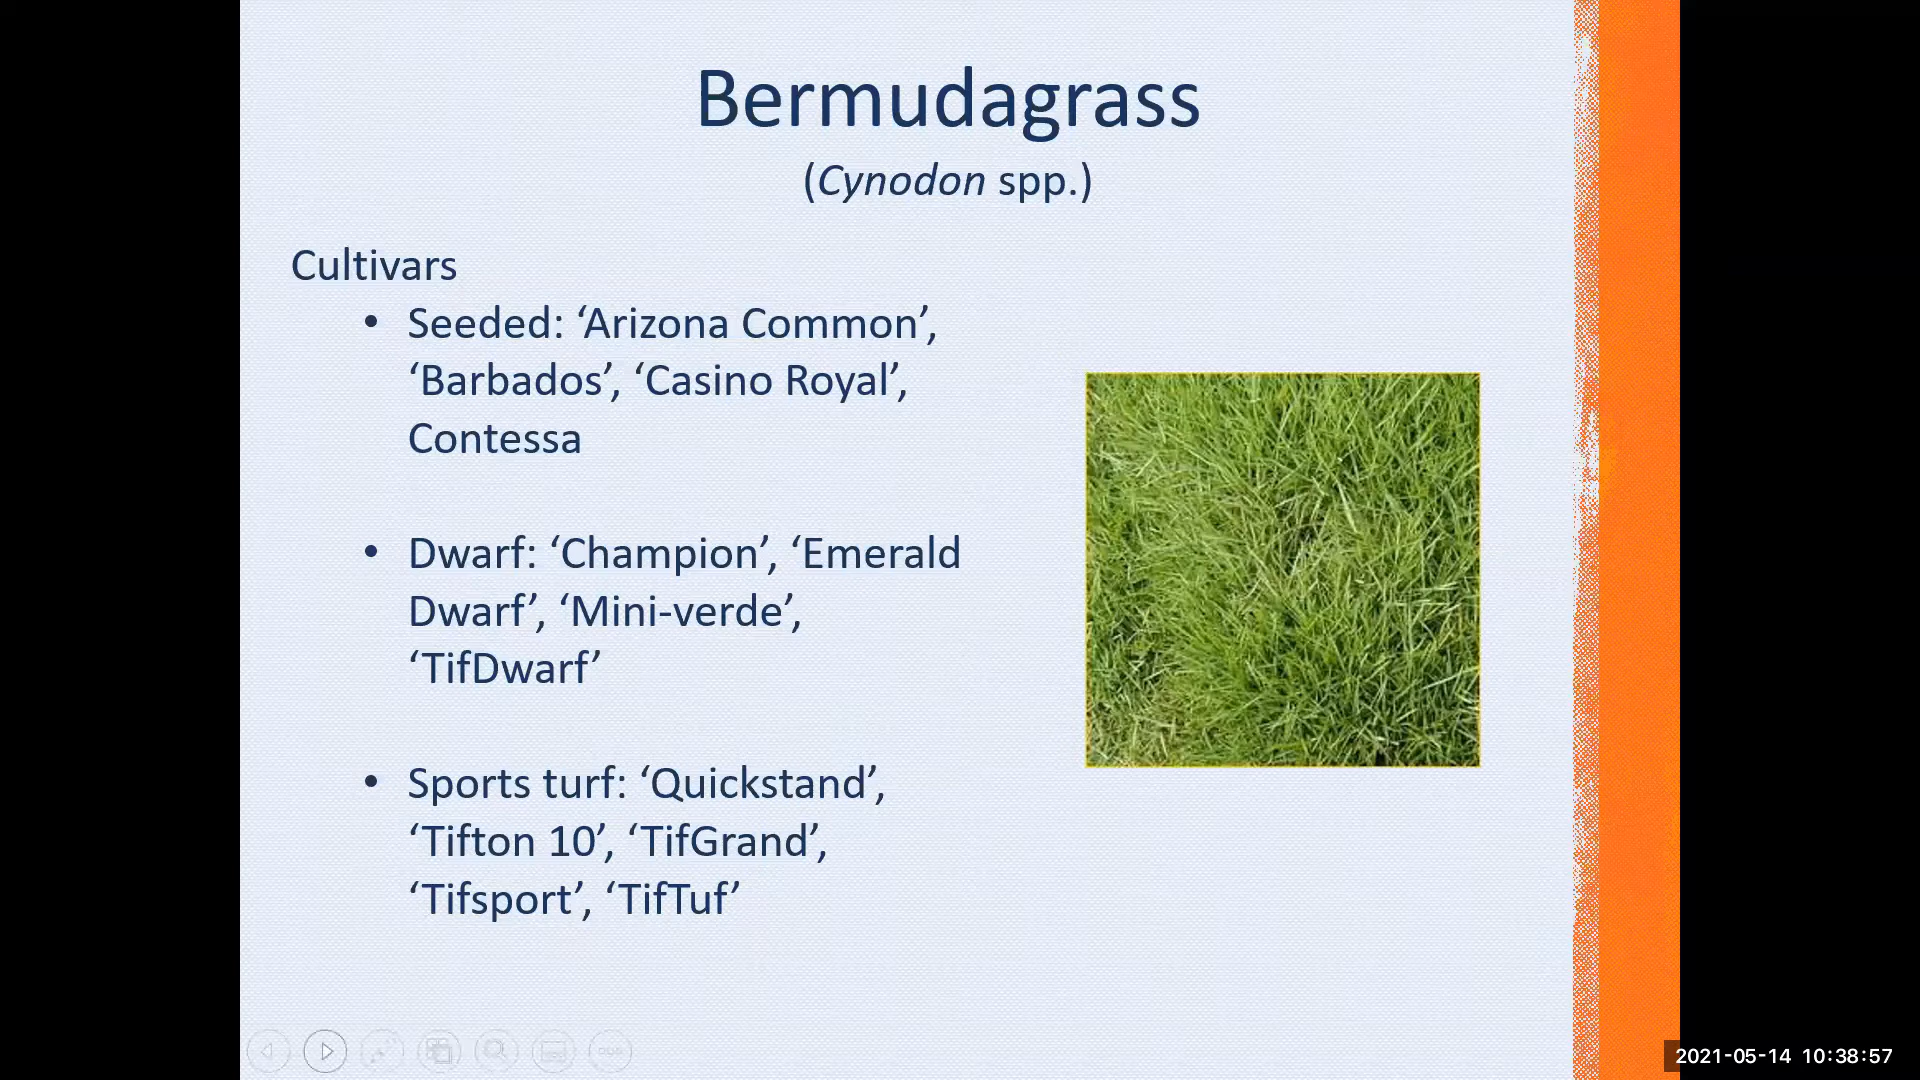 Bermudagrass
(Cynodon spp.)
Cultivars
• Seeded: ‘Arizona Common’,
‘Barbados’, ‘Casino Royal’,
Contessa
• Dwarf: ‘Champion’, ‘Emerald
Dwarf’, ‘Mini-verde’,
‘TifDwarf’
• Sports turf: ‘Quickstand’,
‘Tifton 10’, ‘TifGrand’,
‘Tifsport’, ‘TifTuf’
2021-05-14 10:38:57